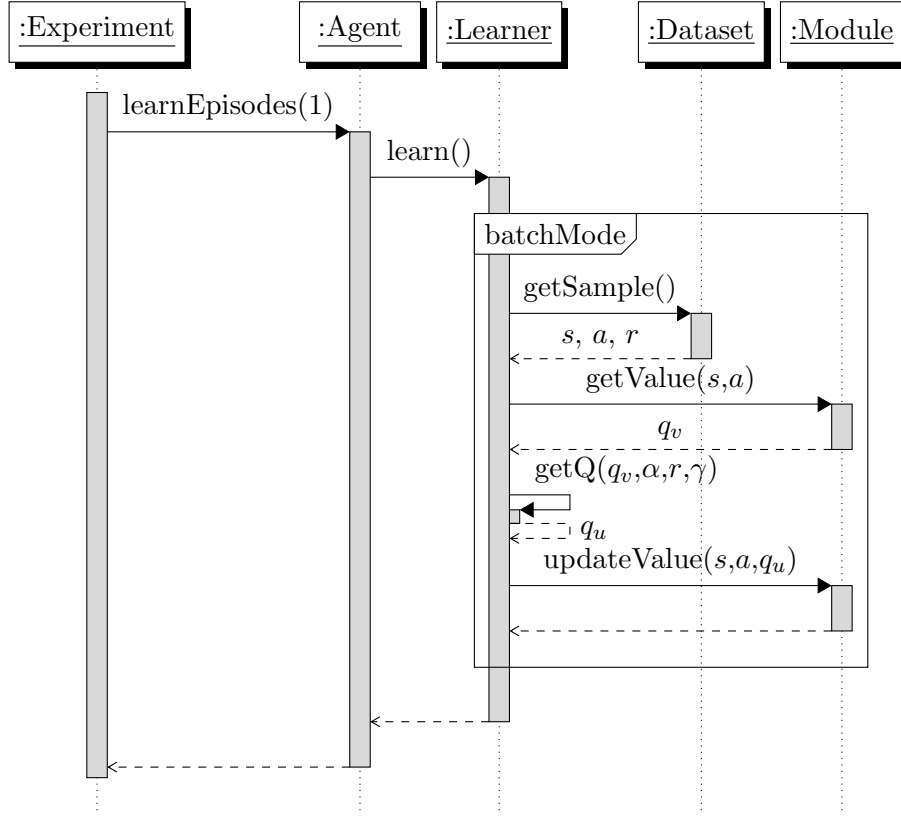 :Experiment :Agent :Learner :Dataset :Module
learnEpisodes(1)
learn()
batchMode
getSample()
s, a, r
getValue(s,a)
q_v
getQ(q_v,α,r,γ)
q_u
updateValue(s,a,q_u)